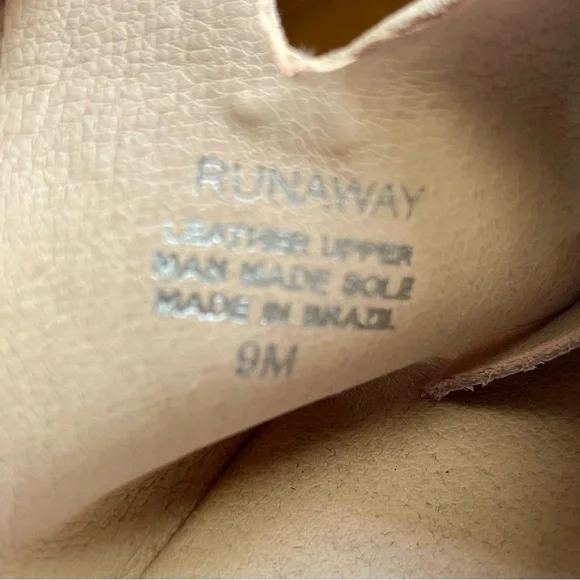 RUNAWAY
LEATHER UPPER
MAN MADE SOLE
MADE IN BRAZIL
9M